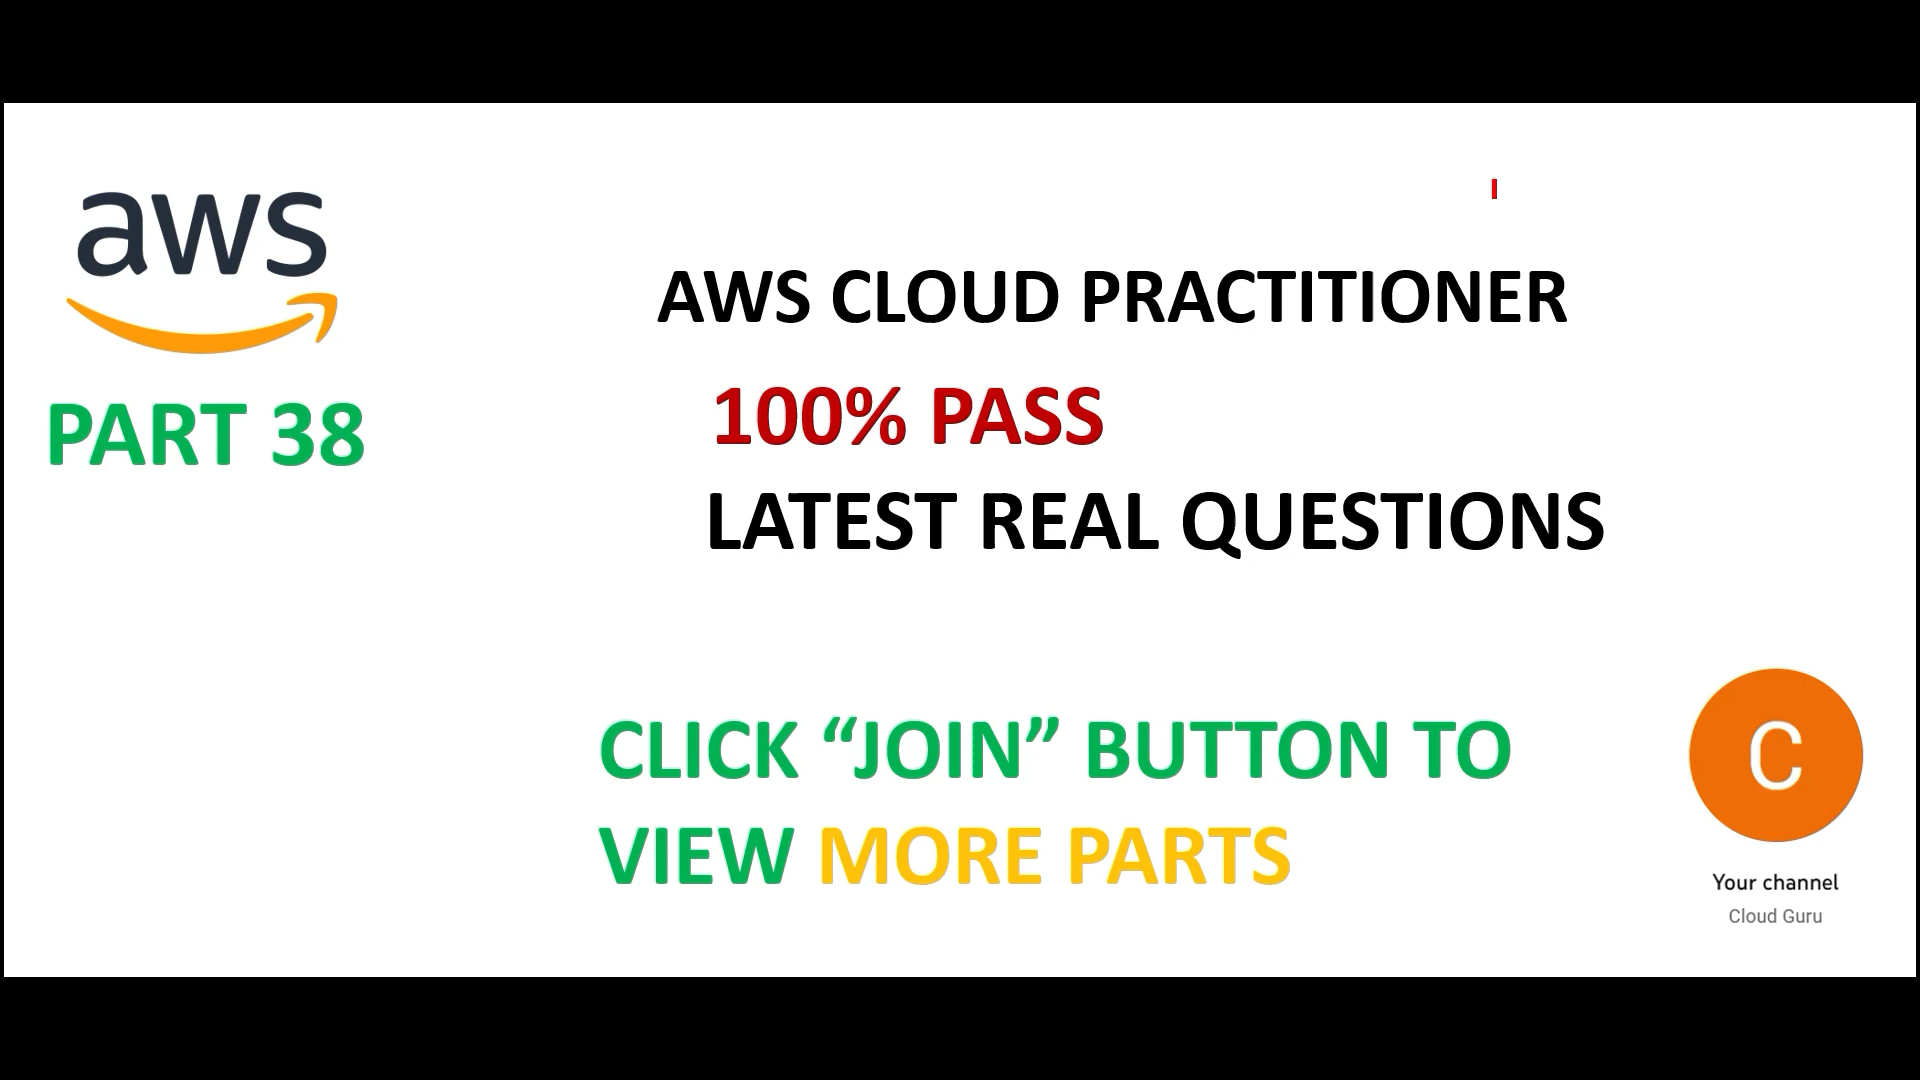 aws
PART 38
AWS CLOUD PRACTITIONER
100% PASS
LATEST REAL QUESTIONS
CLICK “JOIN” BUTTON TO
VIEW MORE PARTS
C
Your channel
Cloud Guru